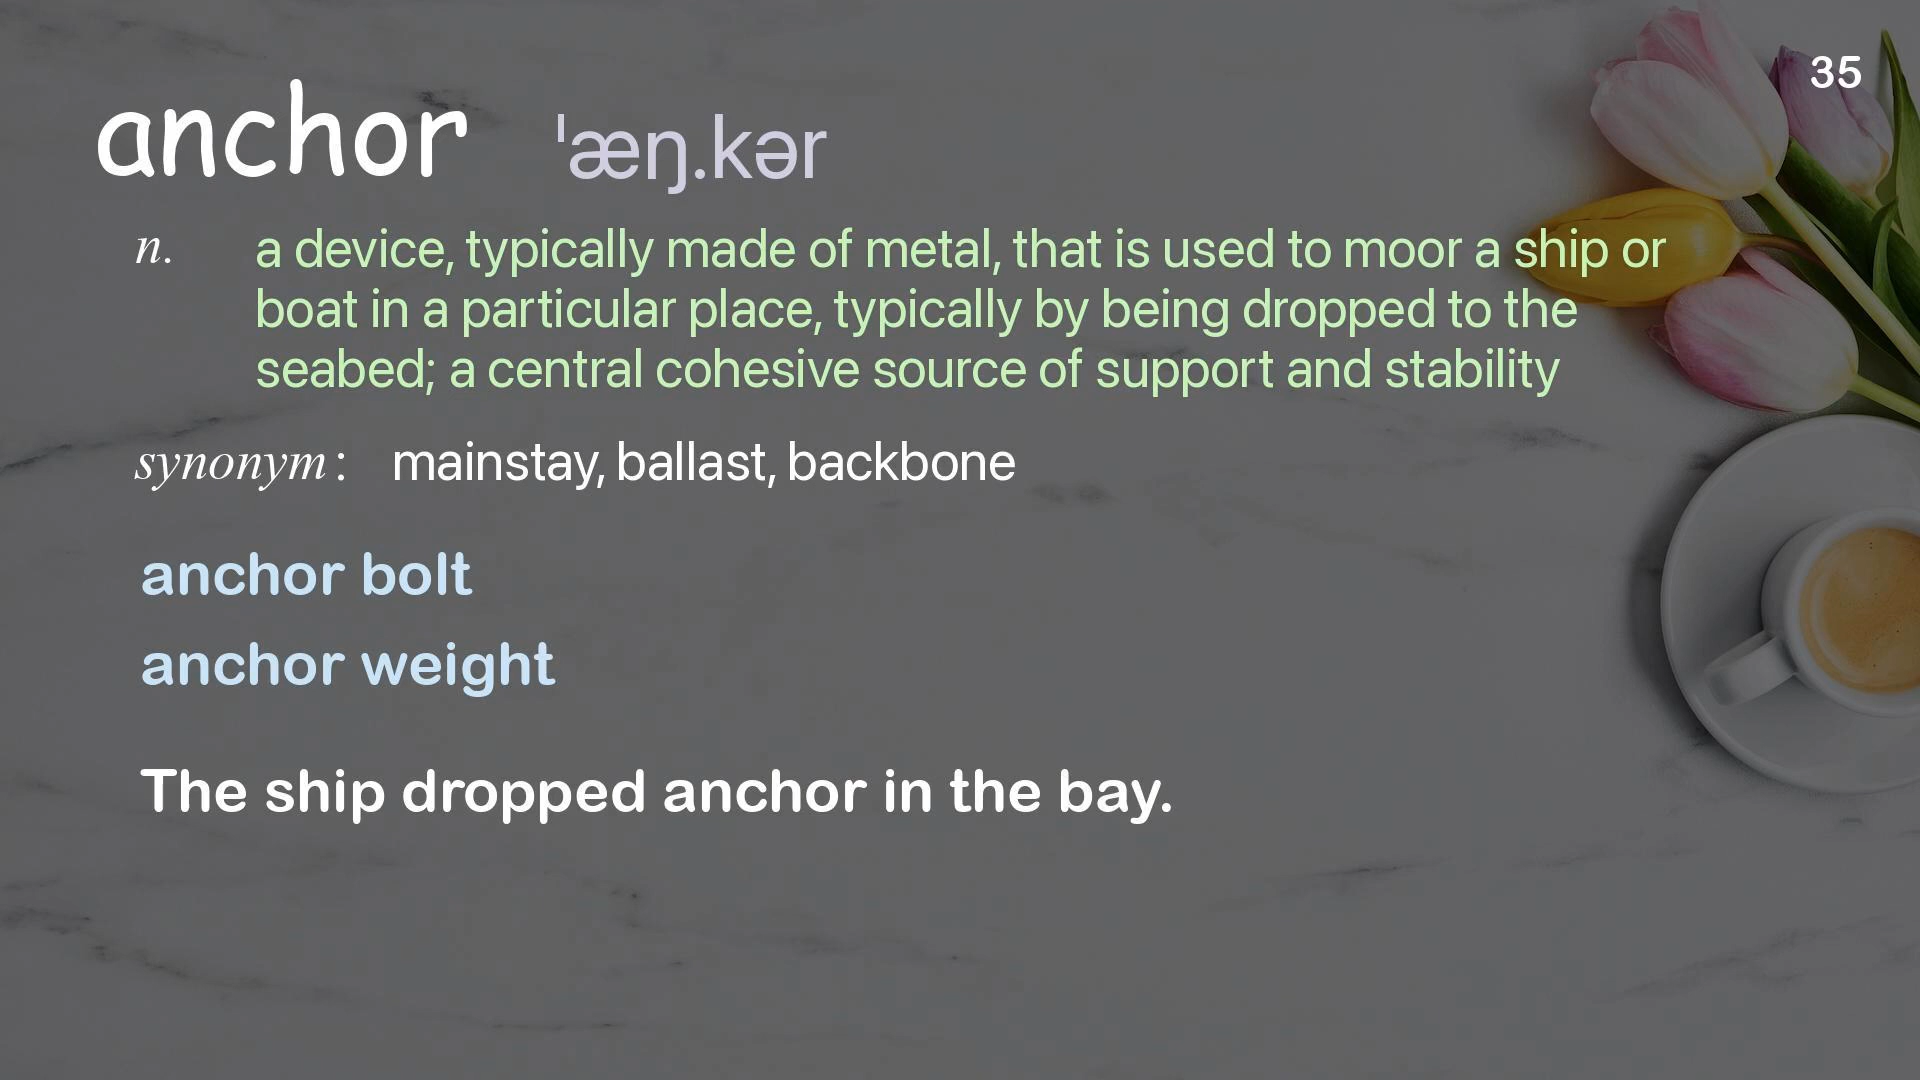 35
anchor ˈæŋ.kər
n. a device, typically made of metal, that is used to moor a ship or
boat in a particular place, typically by being dropped to the
seabed; a central cohesive source of support and stability
synonym: mainstay, ballast, backbone
anchor bolt
anchor weight
The ship dropped anchor in the bay.